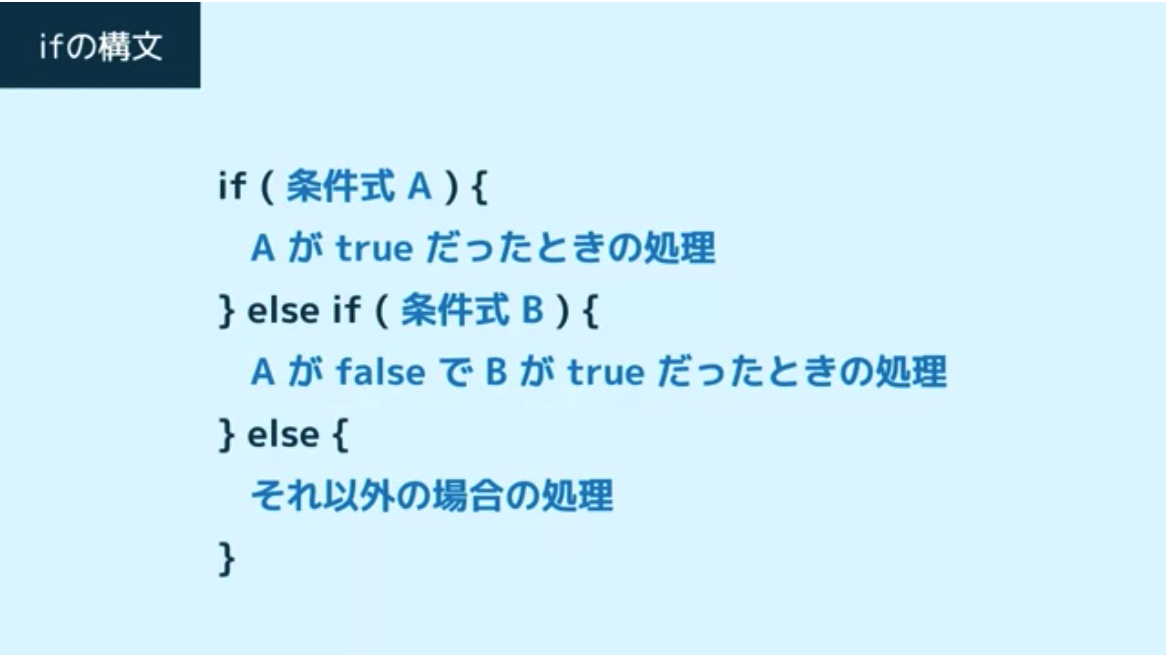 ifの構文
if ( 条件式 A ) {
A が true だったときの処理
} else if ( 条件式 B ) {
A が false で B が true だったときの処理
} else {
それ以外の場合の処理
}